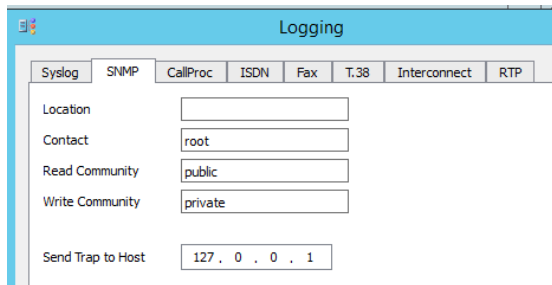 Logging
Syslog SNMP CallProc ISDN Fax T.38 Interconnect RTP
Location
Contact root
Read Community public
Write Community private
Send Trap to Host 127 . 0 . 0 . 1